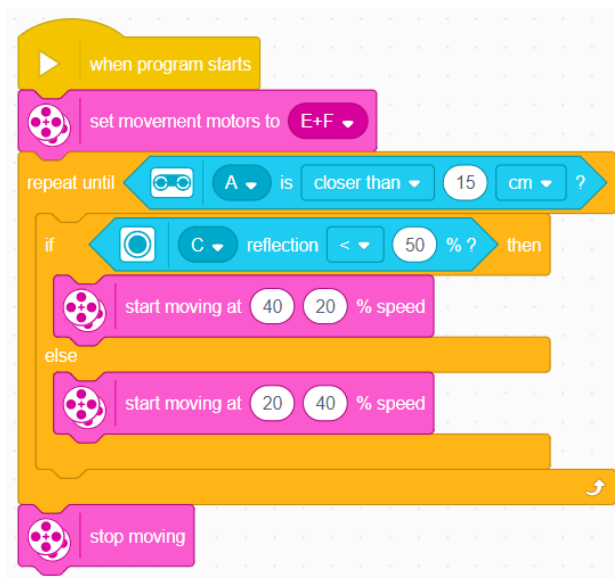 when program starts
set movement motors to E+F
repeat until A is closer than 15 cm ?
if C reflection < 50 % ? then
start moving at 40 20 % speed
else
start moving at 20 40 % speed
stop moving